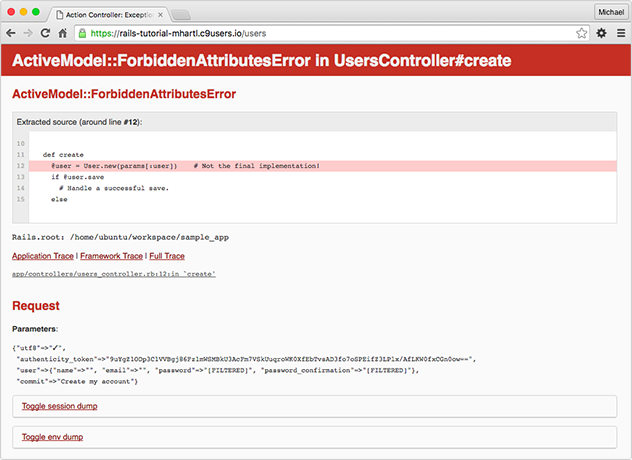 Action Controller: Exceptio
Michael
https://rails-tutorial-mhartl.c9users.io/users
ActiveModel::ForbiddenAttributesError in UsersController#create
ActiveModel::ForbiddenAttributesError
Extracted source (around line #12):
10
11 def create
12 @user = User.new(params[:user]) # Not the final implementation!
13 if @user.save
14 # Handle a successful save.
15 else
Rails.root: /home/ubuntu/workspace/sample_app
Application Trace | Framework Trace | Full Trace
app/controllers/users_controller.rb:12:in `create'
Request
Parameters:
{"utf8"=>"✓",
"authenticity_token"=>
"user"=>{"name"=>"", "email"=>"", "password"=>"[FILTERED]", "password_confirmation"=>"[FILTERED]"},
"commit"=>"Create my account"}
Toggle session dump
Toggle env dump